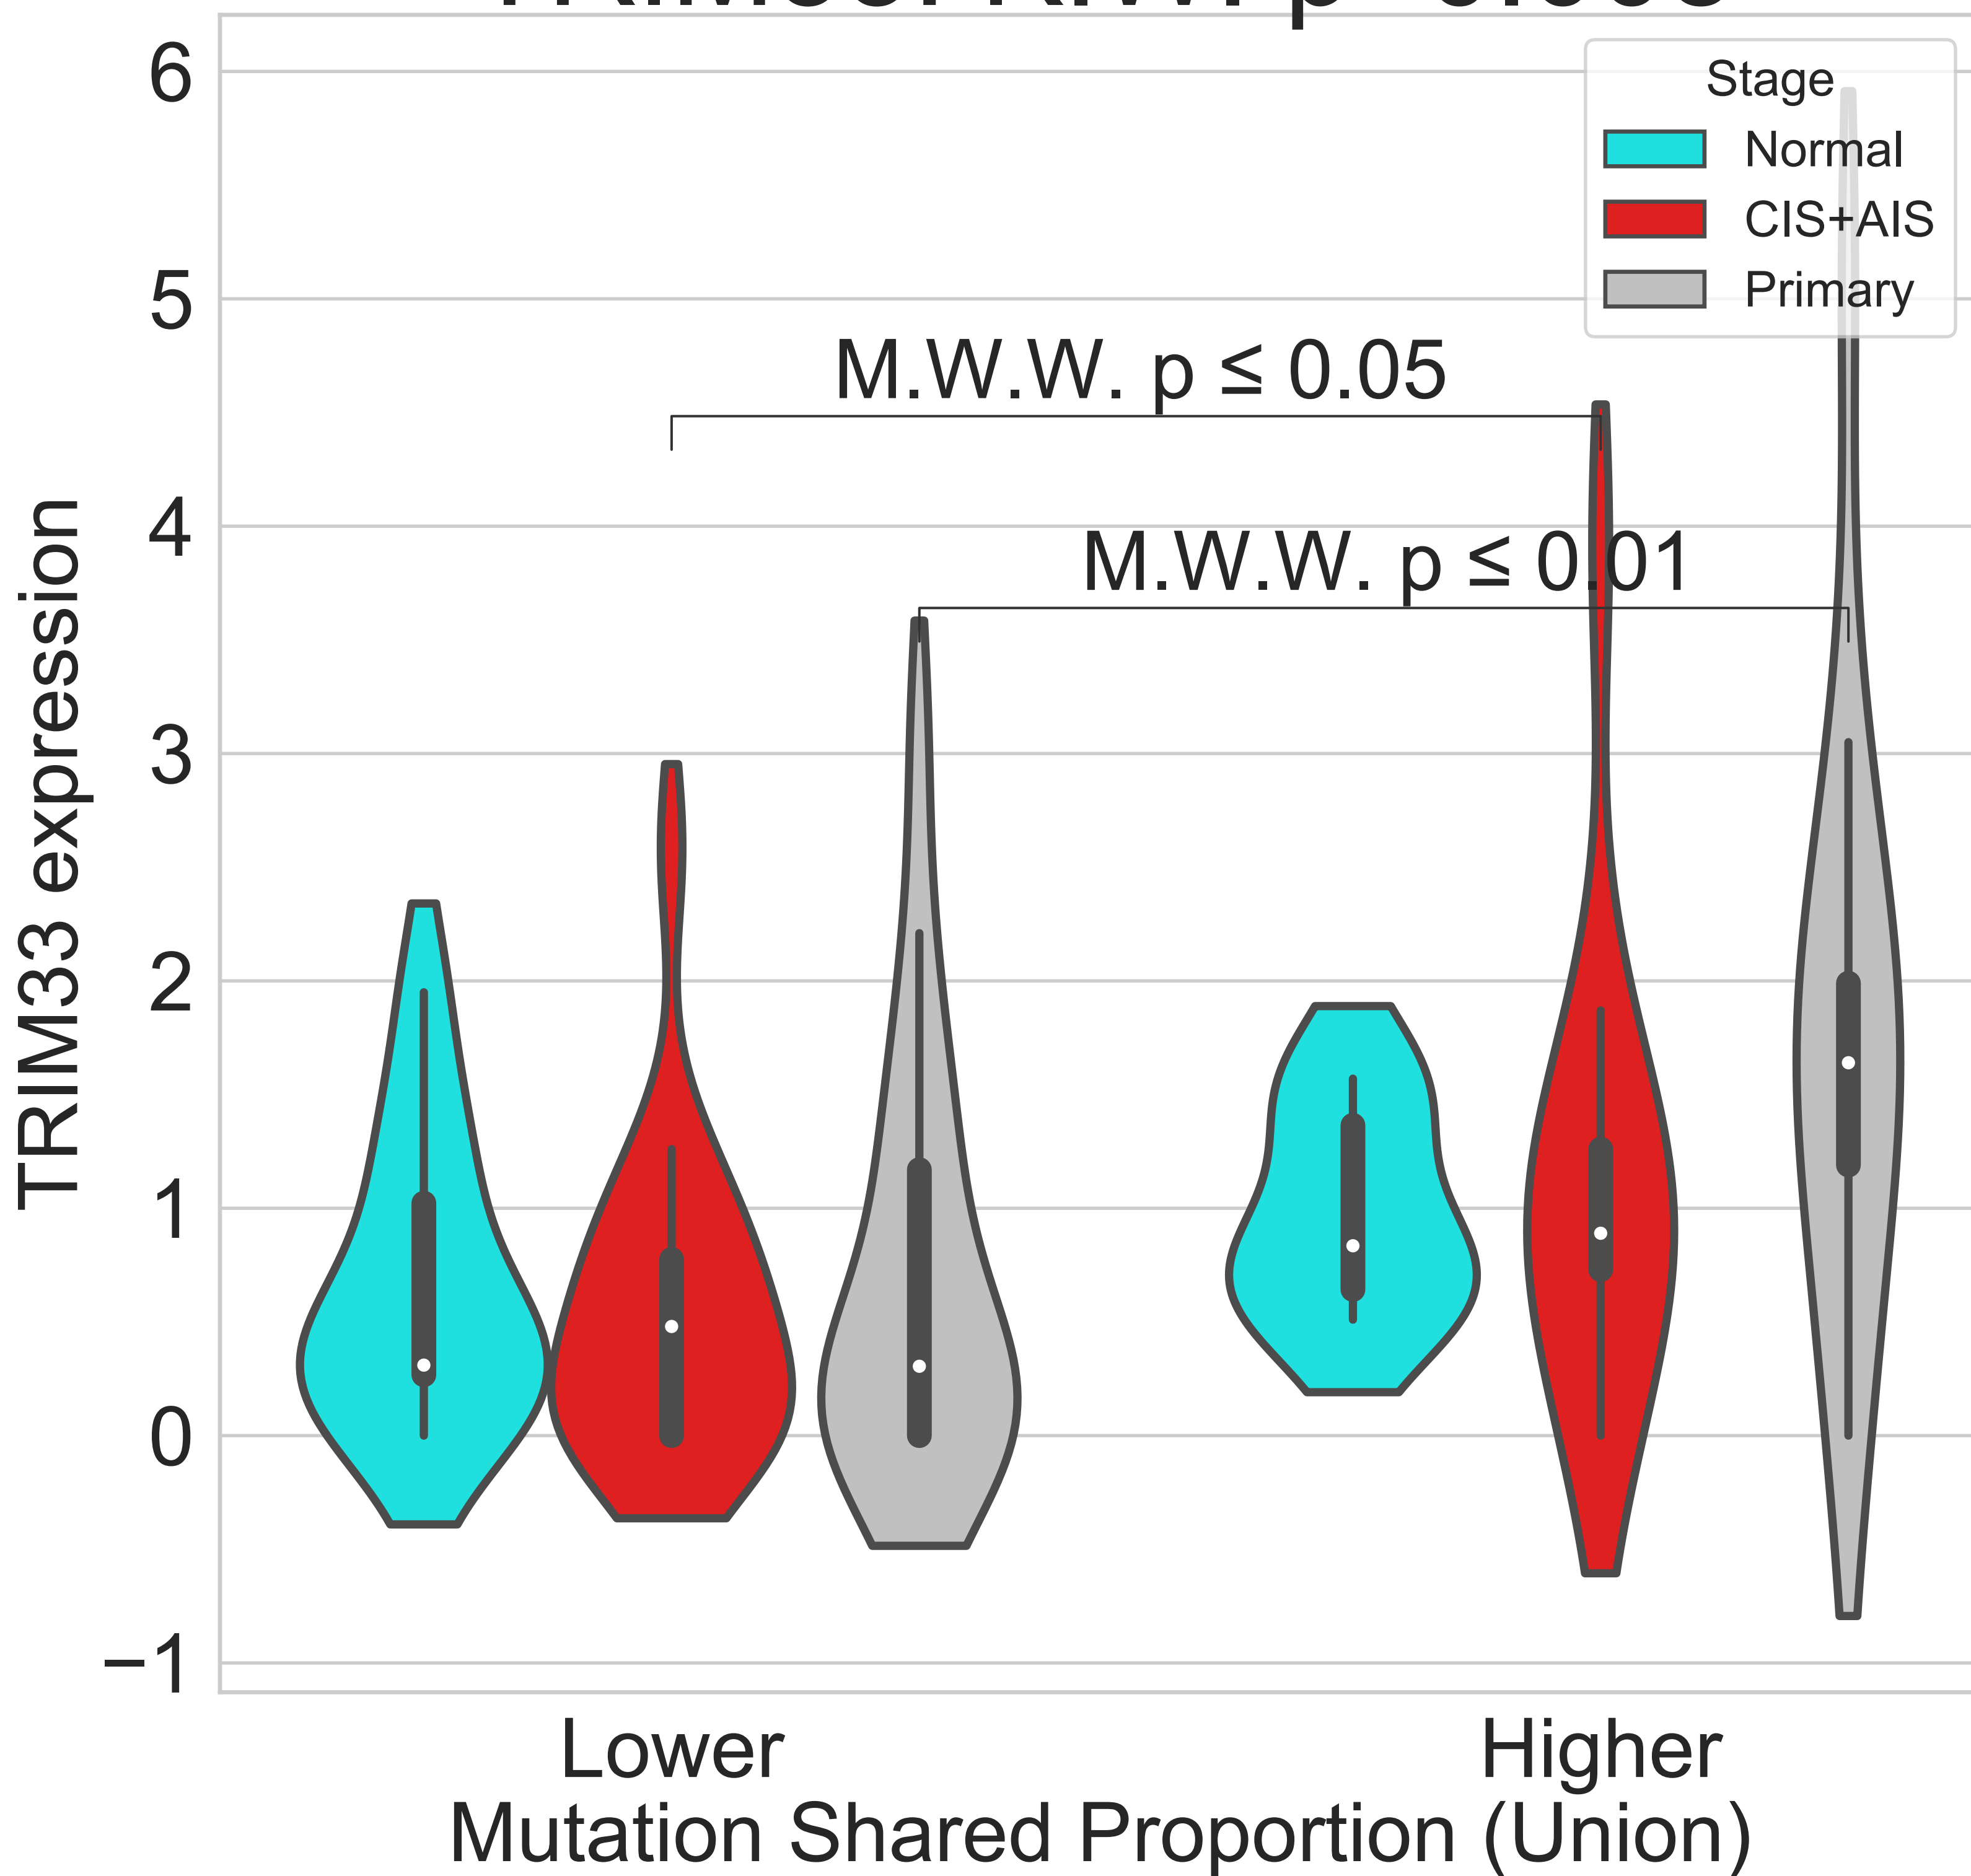 6
5
4
3
2
1
0
−1
TRIM33 expression
Stage
Normal
CIS+AIS
Primary
M.W.W. p ≤ 0.05
M.W.W. p ≤ 0.01
Lower Higher
Mutation Shared Proportion (Union)